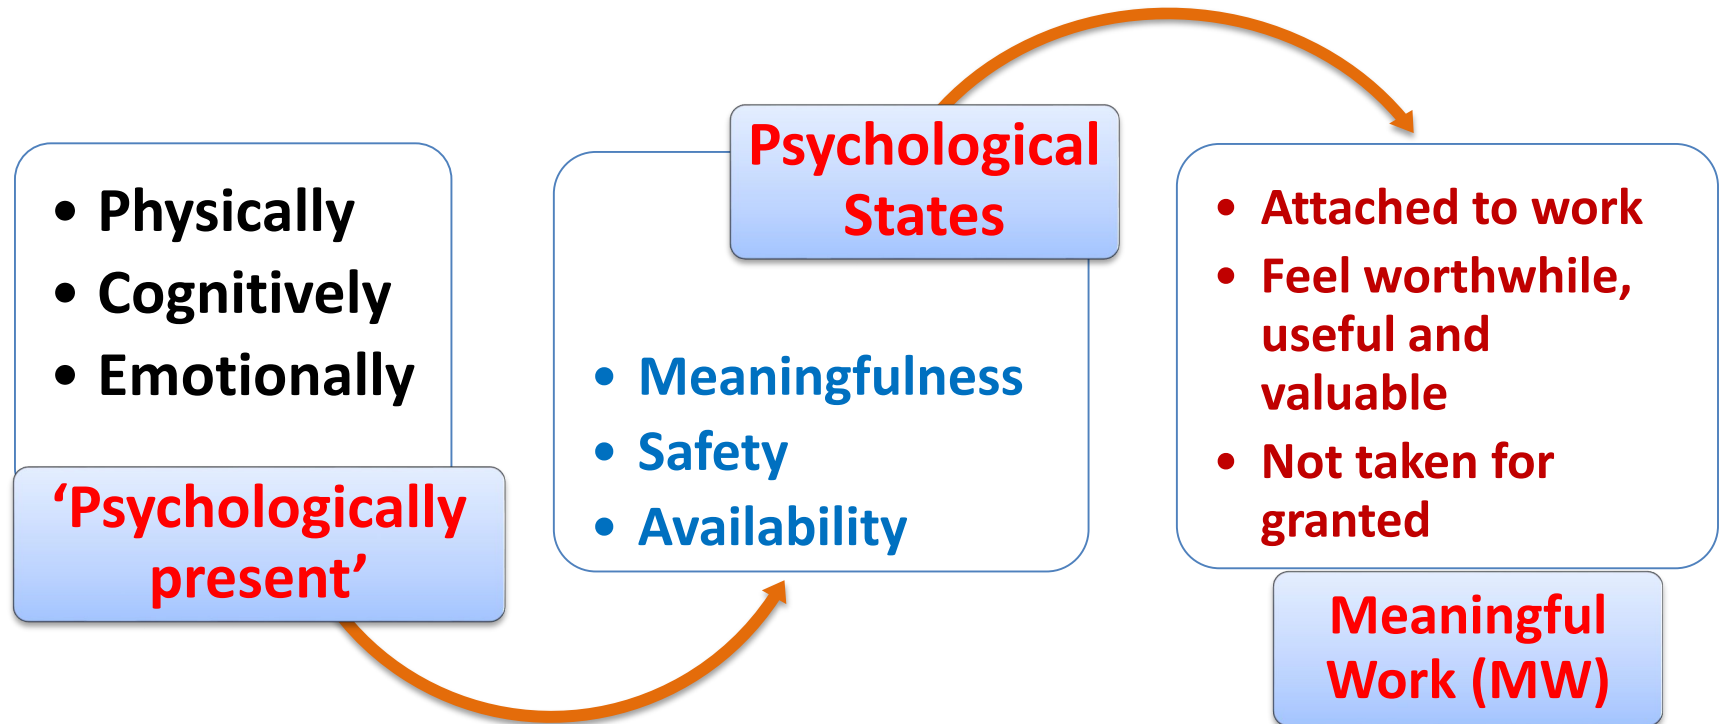 • Physically
• Cognitively
• Emotionally
‘Psychologically
present’
Psychological
States
• Meaningfulness
• Safety
• Availability
• Attached to work
• Feel worthwhile,
useful and
valuable
• Not taken for
granted
Meaningful
Work (MW)